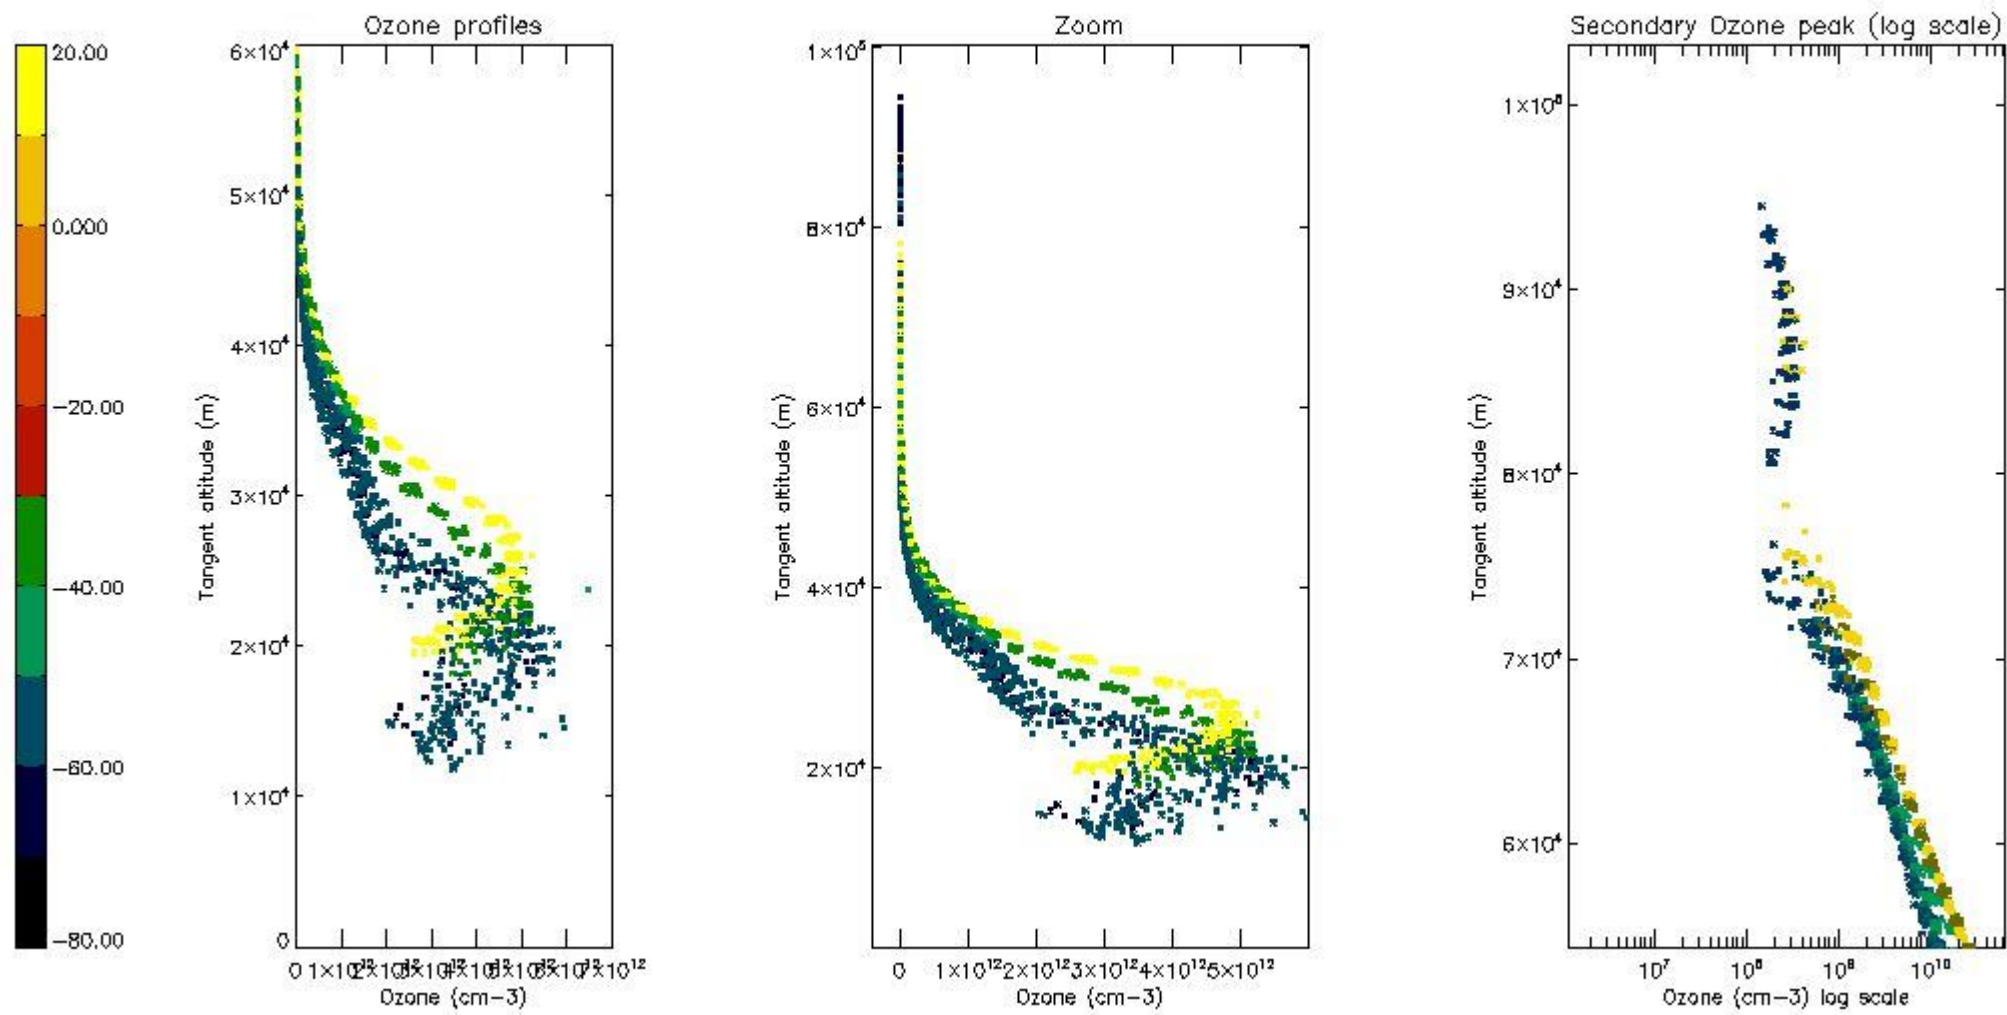 Ozone profiles
Zoom
Secondary Ozone peak (log scale)
20.00
0.000
−20.00
−40.00
−60.00
−80.00
6×10⁴
5×10⁴
4×10⁴
3×10⁴
2×10⁴
1×10⁴
0
Tangent altitude (m)
Ozone (cm−3)
1×10⁵
8×10⁴
6×10⁴
4×10⁴
2×10⁴
Tangent altitude (m)
0 1×10¹² 2×10¹² 3×10¹² 4×10¹² 5×10¹²
Ozone (cm−3)
9×10⁴
8×10⁴
7×10⁴
6×10⁴
Tangent altitude (m)
10⁷ 10⁸ 10⁹ 10¹⁰
Ozone (cm−3) log scale